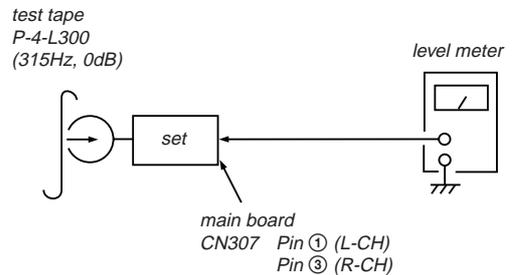 test tape
P-4-L300
(315Hz, 0dB)
level meter
set
main board
CN307 Pin ① (L-CH)
Pin ③ (R-CH)